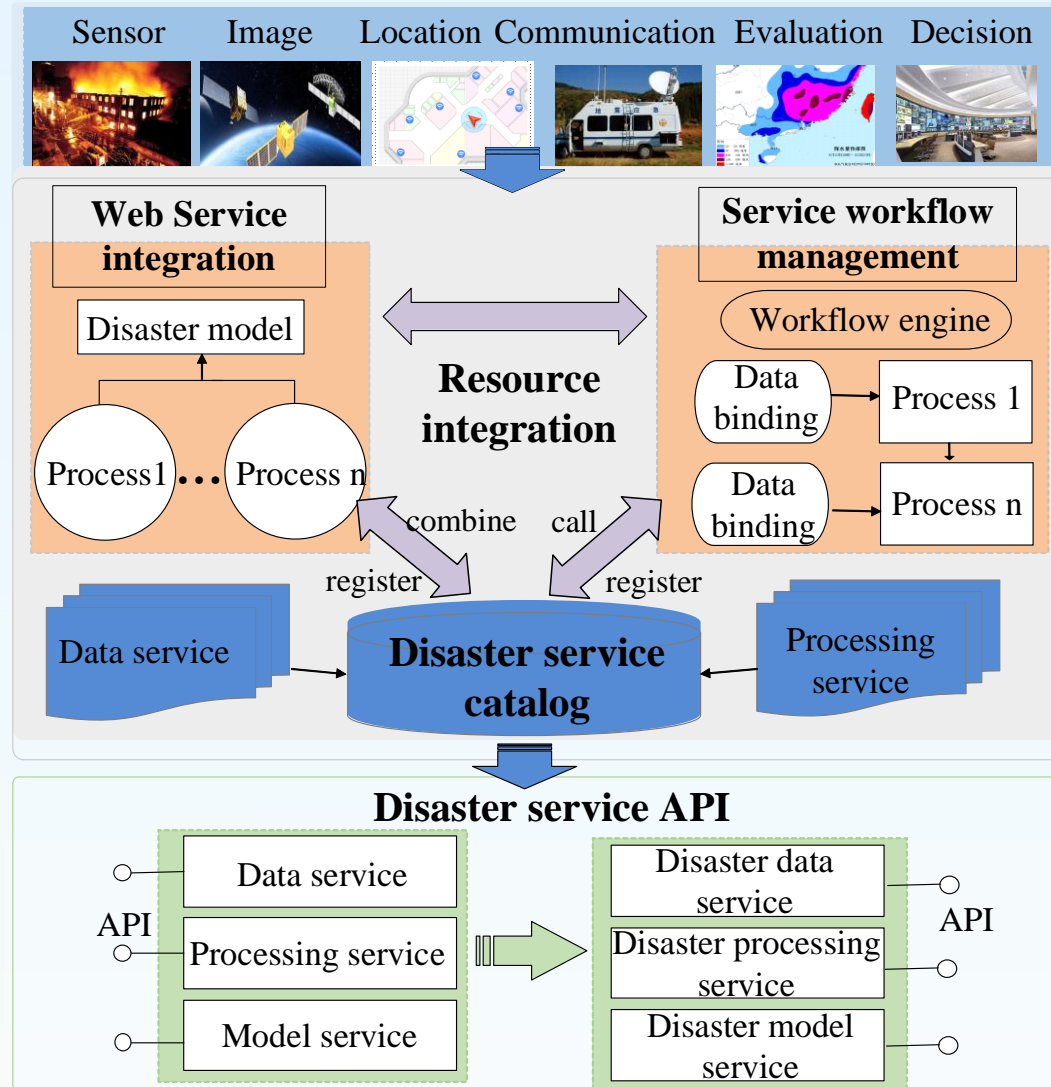 Sensor Image Location Communication Evaluation Decision
Web Service
integration
Service workflow
management
Disaster model
Process1
...
Process n
Workflow engine
Data
binding
Process 1
Data
binding
Process n
Resource
integration
combine
call
register
register
Data service
Disaster service
catalog
Processing
service
Disaster service API
API
Data service
Processing service
Model service
Disaster data
service
Disaster processing
service
Disaster model
service
API